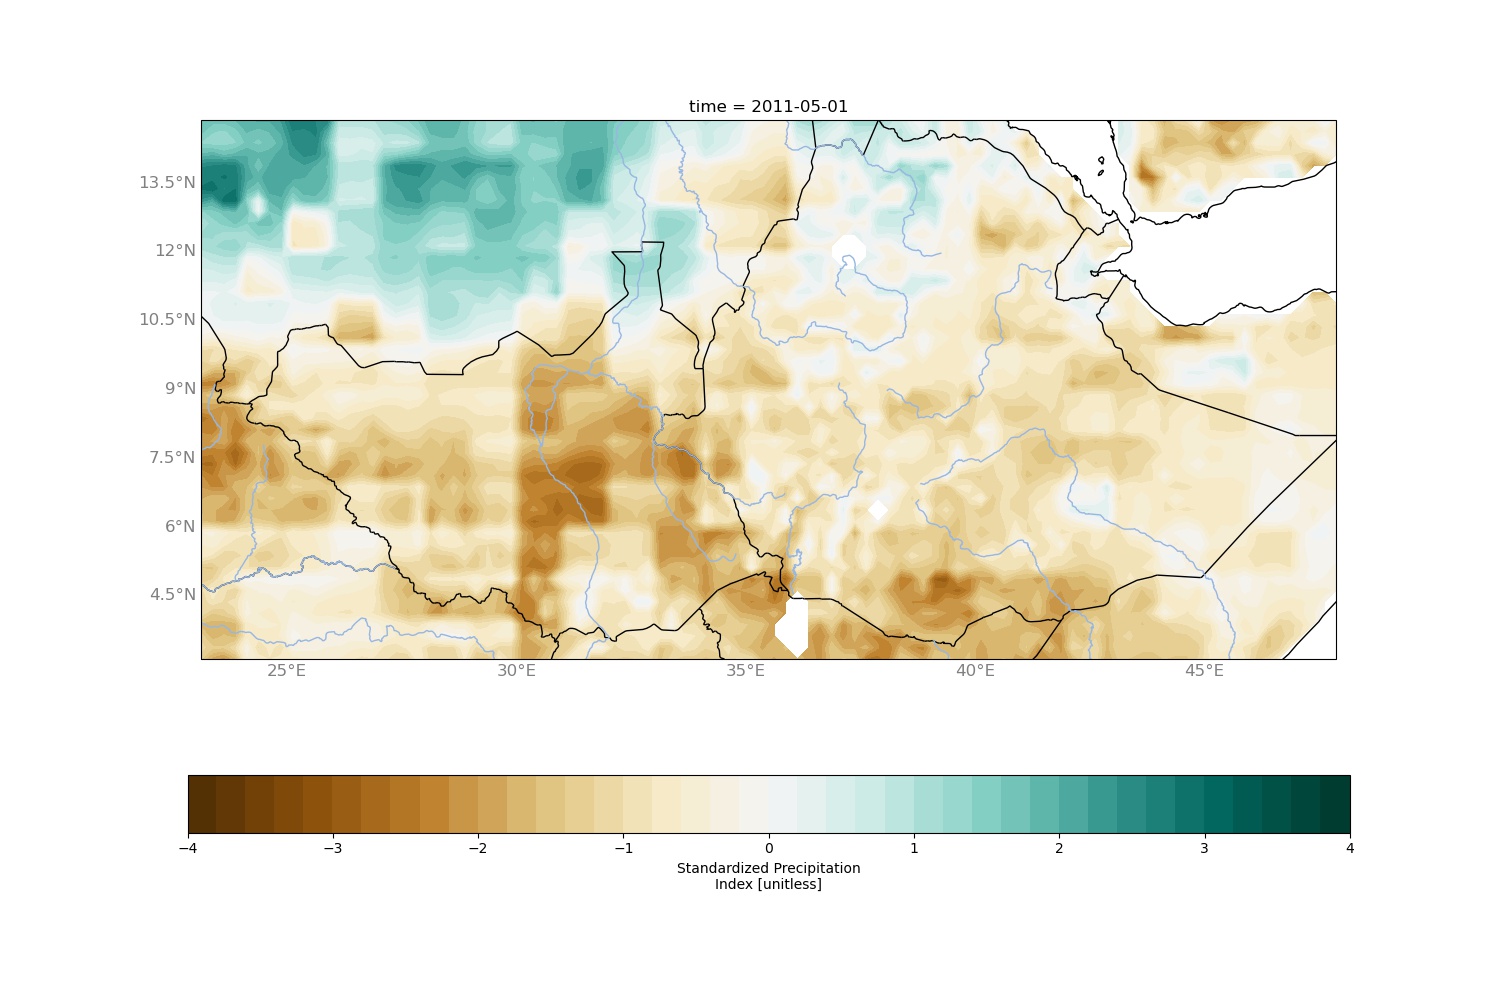 time = 2011-05-01
13.5°N
12°N
10.5°N
9°N
7.5°N
6°N
4.5°N
25°E 30°E 35°E 40°E 45°E
−4 −3 −2 −1 0 1 2 3 4
Standardized Precipitation
Index [unitless]